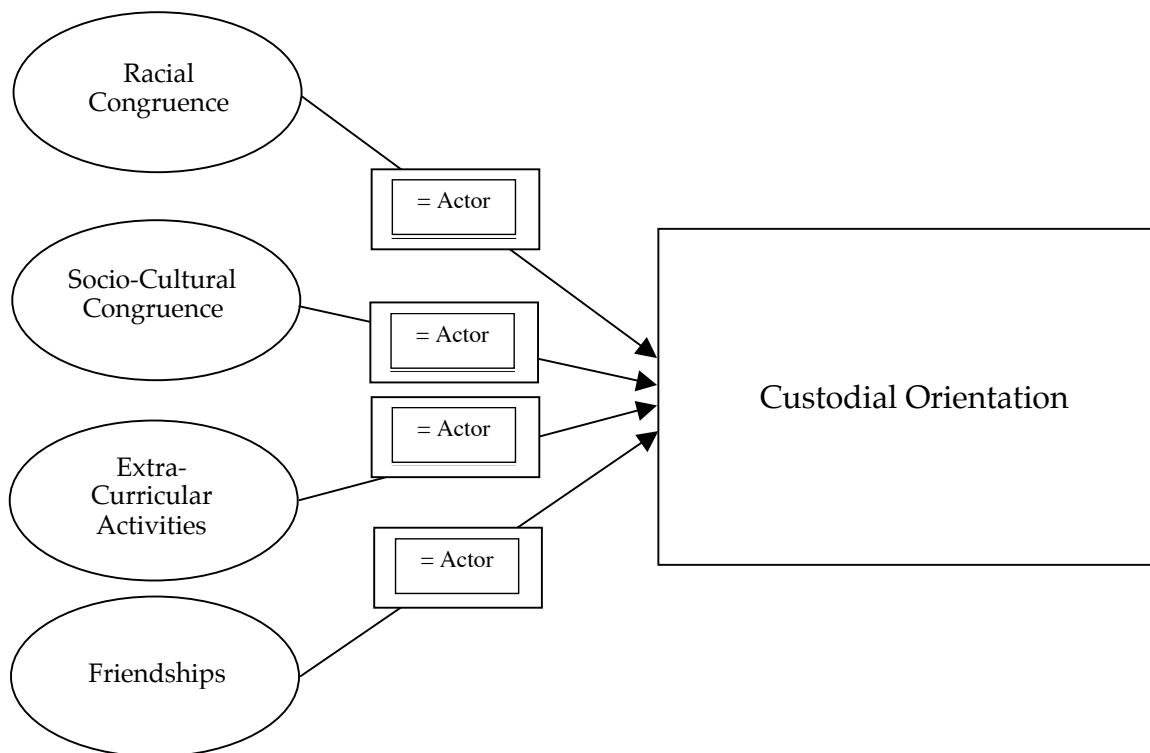 Racial
Congruence
= Actor
Socio-Cultural
Congruence
= Actor
Custodial Orientation
= Actor
Extra-
Curricular
Activities
= Actor
Friendships